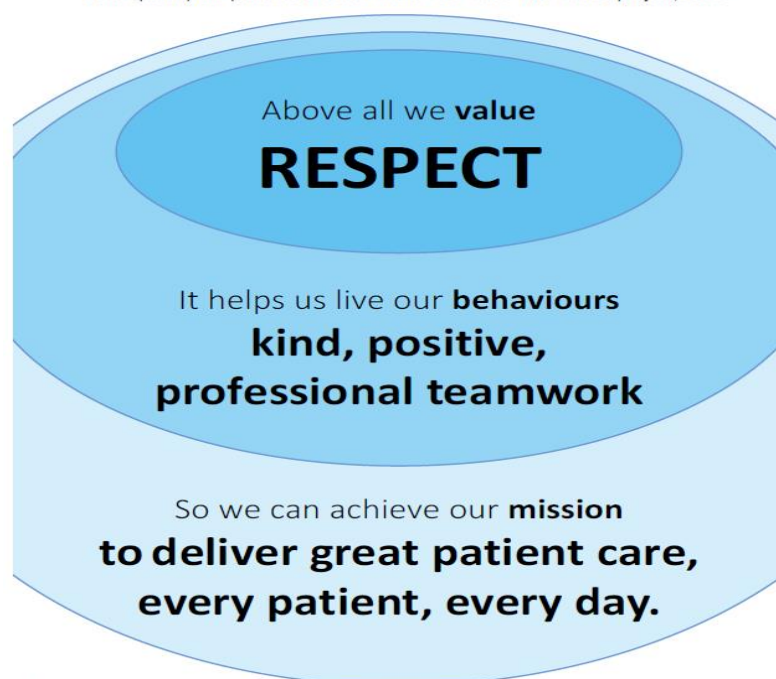 Above all we value
RESPECT
It helps us live our behaviours
kind, positive,
professional teamwork
So we can achieve our mission
to deliver great patient care,
every patient, every day.